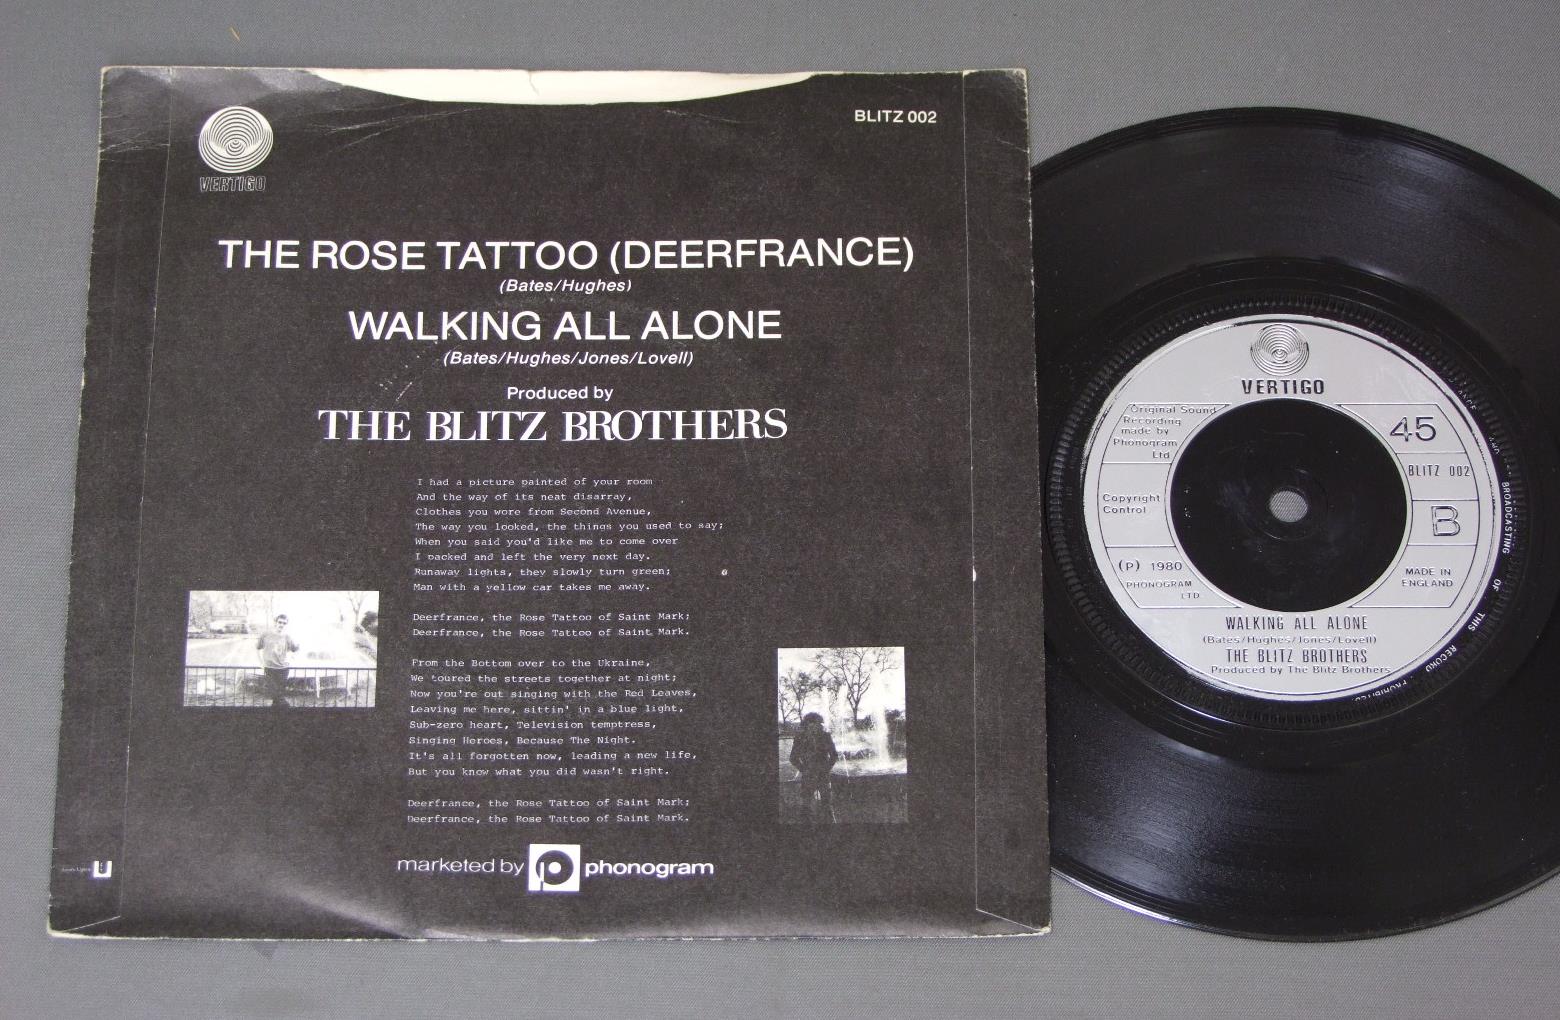 BLITZ 002
VERTIGO
THE ROSE TATTOO (DEERFRANCE)
(Bates/Hughes)
WALKING ALL ALONE
(Bates/Hughes/Jones/Lovell)
Produced by
THE BLITZ BROTHERS
I had a picture painted of your room
And the way of its neat disarray,
Clothes you wore from Second Avenue,
The way you looked, the things you used to say;
When you said you'd like me to come over
I packed and left the very next day.
Runaway lights, they slowly turn green;
Man with a yellow car takes me away.
Deerfrance, the Rose Tattoo of Saint Mark;
Deerfrance, the Rose Tattoo of Saint Mark.
From the Bottom over to the Ukraine,
We toured the streets together at night;
Now you're out singing with the Red Leaves,
Leaving me here, sittin' in a blue light,
Sub-zero heart, Television temptress,
Singing Heroes, Because The Night.
It's all forgotten now, leading a new life,
But you know what you did wasn't right.
Deerfrance, the Rose Tattoo of Saint Mark;
Deerfrance, the Rose Tattoo of Saint Mark.
marketed by phonogram
VERTIGO
Original Sound
Recording
made by
Phonogram
Ltd
45
BLITZ 002
Copyright
Control
B
(P) 1980
PHONOGRAM
LTD
MADE IN
ENGLAND
WALKING ALL ALONE
(Bates/Hughes/Jones/Lovell)
THE BLITZ BROTHERS
Produced by The Blitz Brothers
BROADCASTING OF THIS RECORD PROHIBITED